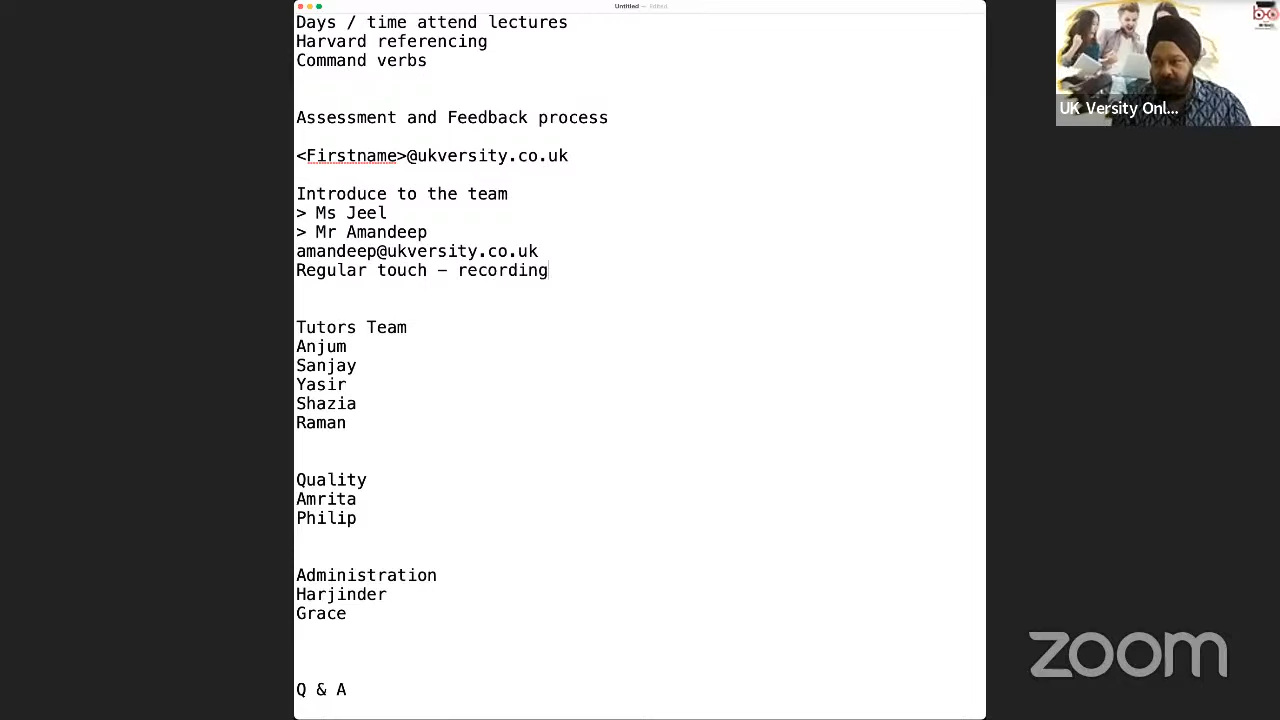 Untitled — Edited
Days / time attend lectures
Harvard referencing
Command verbs
Assessment and Feedback process
<Firstname>@ukversity.co.uk
Introduce to the team
> Ms Jeel
> Mr Amandeep
amandeep@ukversity.co.uk
Regular touch – recording
Tutors Team
Anjum
Sanjay
Yasir
Shazia
Raman
Quality
Amrita
Philip
Administration
Harjinder
Grace
Q & A
UK Versity Onl...
zoom